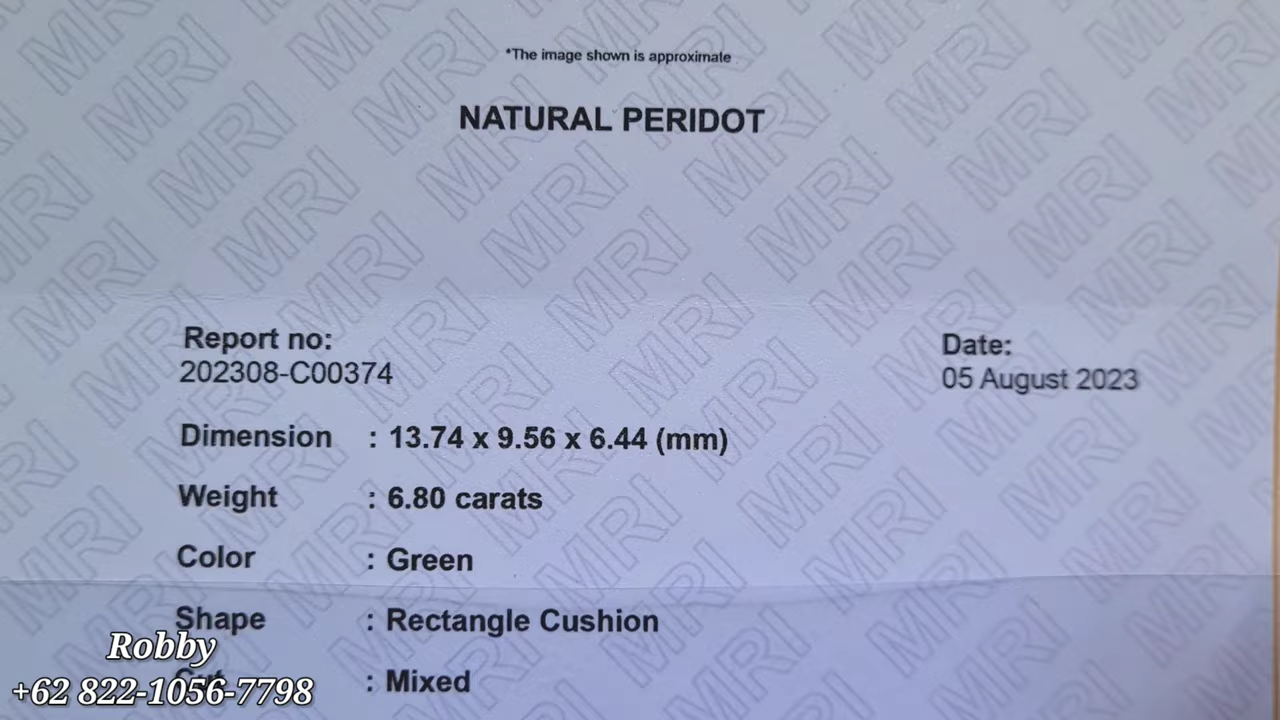 *The image shown is approximate
NATURAL PERIDOT
Report no:
202308-C00374
Date:
05 August 2023
Dimension : 13.74 x 9.56 x 6.44 (mm)
Weight : 6.80 carats
Color : Green
Shape : Rectangle Cushion
Cut : Mixed
Robby
+62 822-1056-7798
MRI